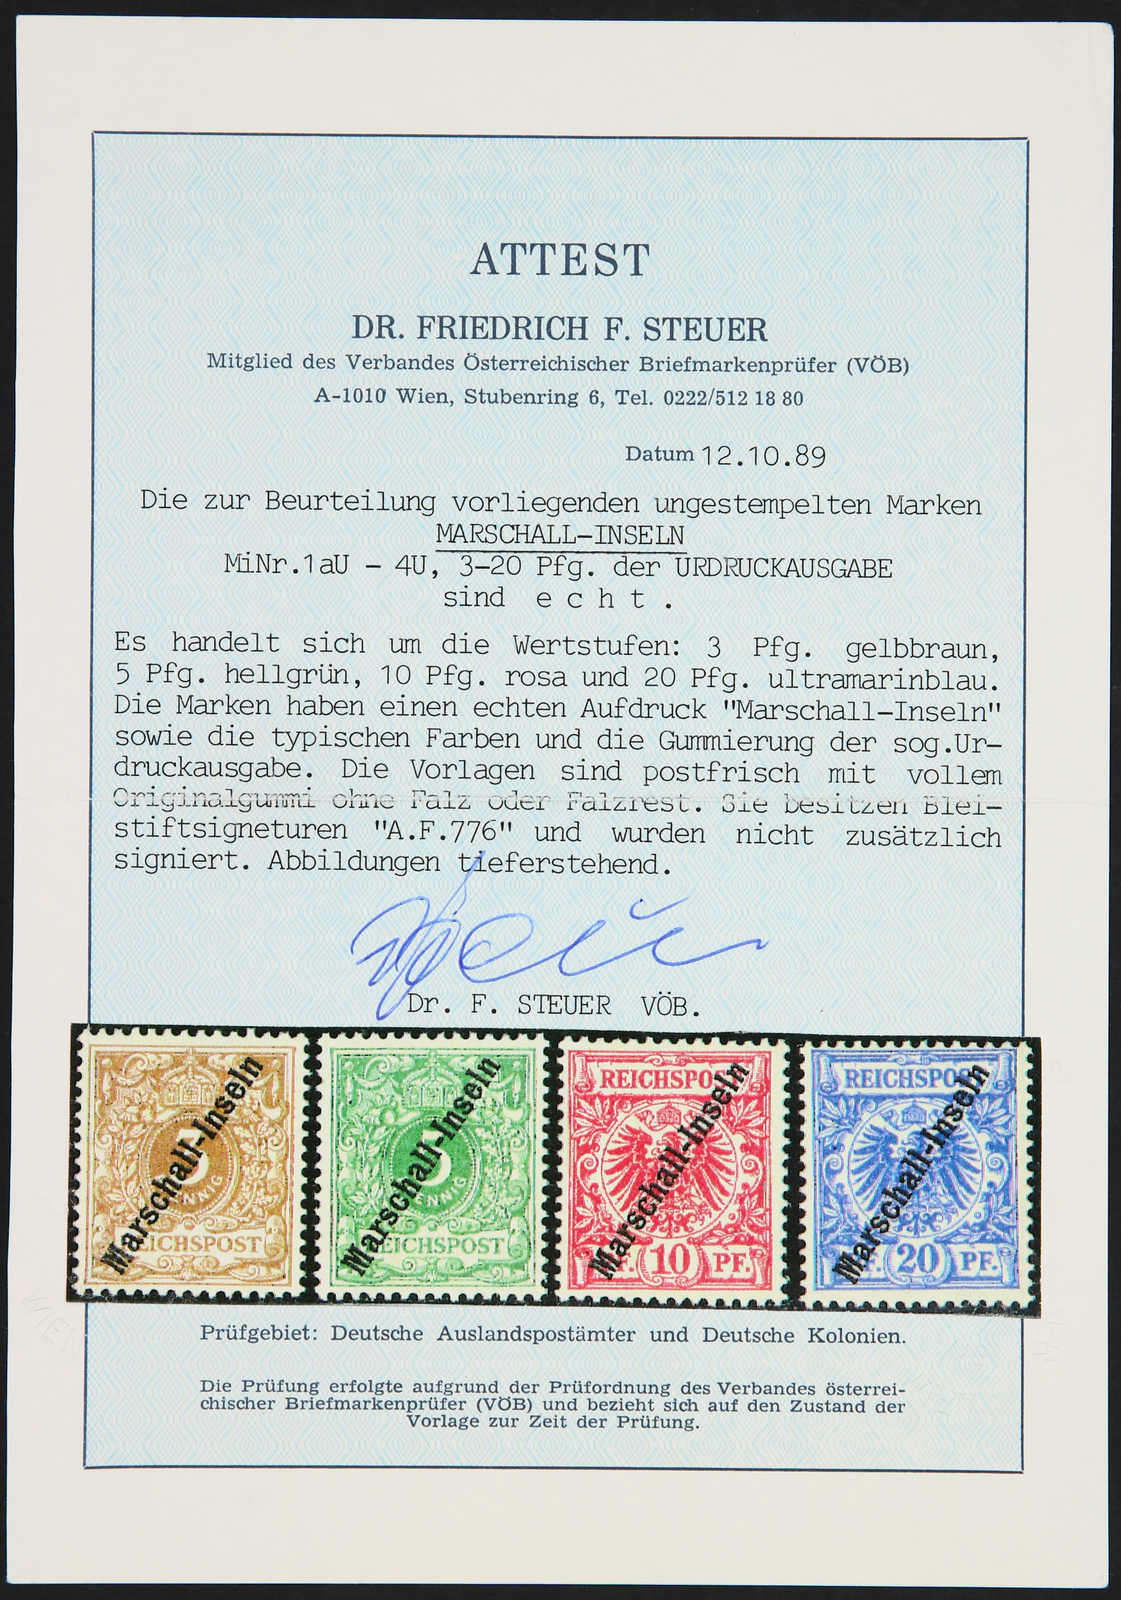 ATTEST
DR. FRIEDRICH F. STEUER
Mitglied des Verbandes Österreichischer Briefmarkenprüfer (VÖB)
A-1010 Wien, Stubenring 6, Tel. 0222/512 18 80
Datum 12.10.89
Die zur Beurteilung vorliegenden ungestempelten Marken
MARSCHALL-INSELN
MiNr.1aU - 4U, 3-20 Pfg. der URDRUCKAUSGABE
sind e c h t .
Es handelt sich um die Wertstufen: 3 Pfg. gelbbraun,
5 Pfg. hellgrün, 10 Pfg. rosa und 20 Pfg. ultramarinblau.
Die Marken haben einen echten Aufdruck "Marschall-Inseln"
sowie die typischen Farben und die Gummierung der sog.Ur-
druckausgabe. Die Vorlagen sind postfrisch mit vollem
Originalgummi ohne Falz oder Falzrest. Sie besitzen Blei-
stiftsigneturen "A.F.776" und wurden nicht zusätzlich
signiert. Abbildungen tieferstehend.
Dr. F. STEUER VÖB.
Marschall-Inseln
3
PFENNIG
REICHSPOST
Marschall-Inseln
5
PFENNIG
REICHSPOST
REICHSPOST
Marschall-Inseln
PF. 10 PF.
REICHSPOST
Marschall-Inseln
PF. 20 PF.
Prüfgebiet: Deutsche Auslandspostämter und Deutsche Kolonien.
Die Prüfung erfolgte aufgrund der Prüfordnung des Verbandes österrei-
chischer Briefmarkenprüfer (VÖB) und bezieht sich auf den Zustand der
Vorlage zur Zeit der Prüfung.